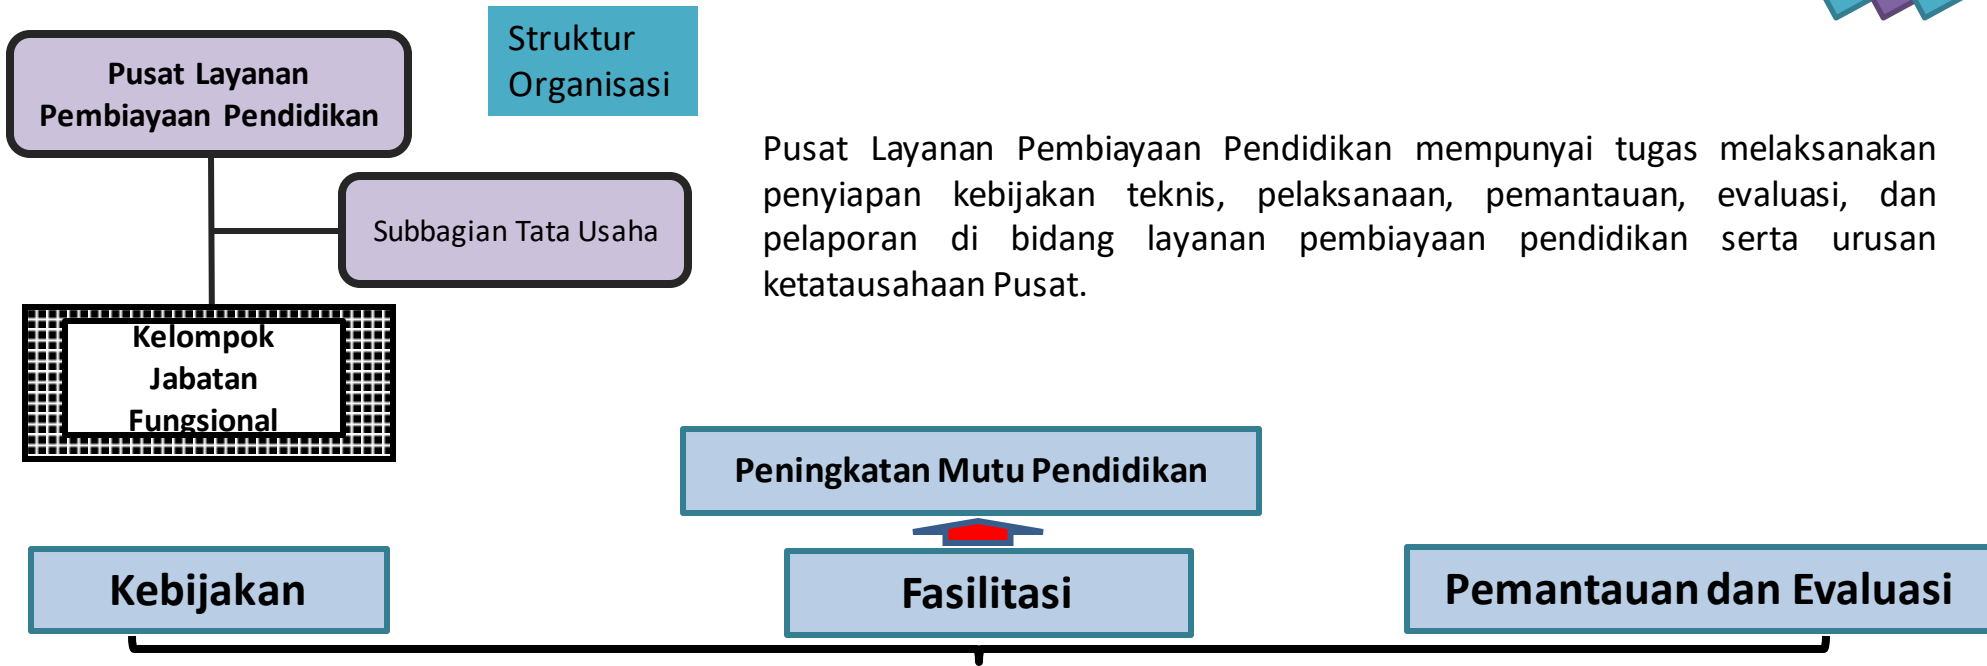 Struktur
Organisasi
Pusat Layanan
Pembiayaan Pendidikan
Subbagian Tata Usaha
Kelompok
Jabatan
Fungsional
Pusat Layanan Pembiayaan Pendidikan mempunyai tugas melaksanakan
penyiapan kebijakan teknis, pelaksanaan, pemantauan, evaluasi, dan
pelaporan di bidang layanan pembiayaan pendidikan serta urusan
ketatausahaan Pusat.
Peningkatan Mutu Pendidikan
Kebijakan
Fasilitasi
Pemantauan dan Evaluasi